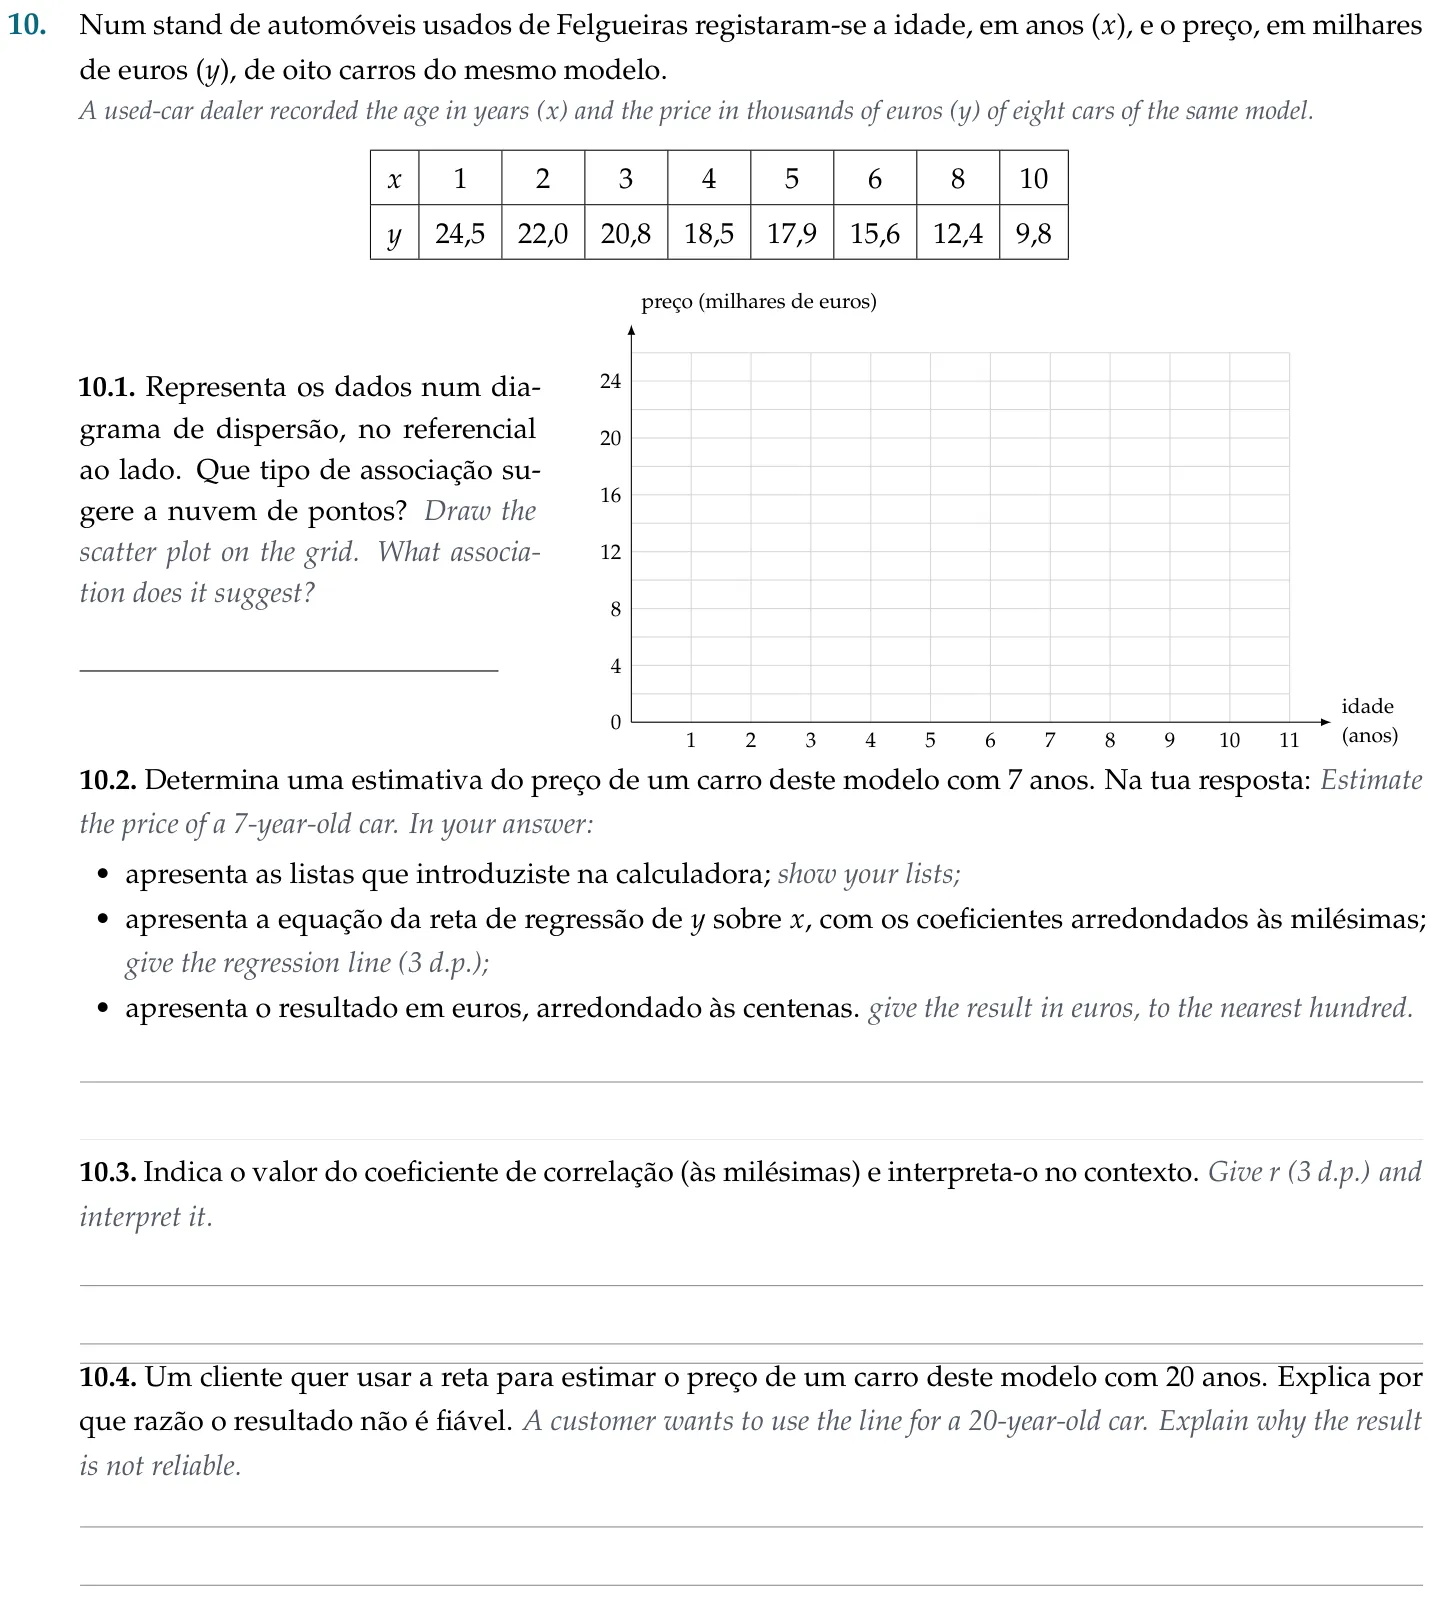 10. Num stand de automóveis usados de Felgueiras registaram-se a idade, em anos (x), e o preço, em milhares
de euros (y), de oito carros do mesmo modelo.
A used-car dealer recorded the age in years (x) and the price in thousands of euros (y) of eight cars of the same model.
x 1 2 3 4 5 6 8 10
y 24,5 22,0 20,8 18,5 17,9 15,6 12,4 9,8
10.1. Representa os dados num dia-
grama de dispersão, no referencial
ao lado. Que tipo de associação su-
gere a nuvem de pontos? Draw the
scatter plot on the grid. What associa-
tion does it suggest?
preço (milhares de euros)
24
20
16
12
8
4
0
1 2 3 4 5 6 7 8 9 10 11
idade
(anos)
10.2. Determina uma estimativa do preço de um carro deste modelo com 7 anos. Na tua resposta: Estimate
the price of a 7-year-old car. In your answer:
• apresenta as listas que introduziste na calculadora; show your lists;
• apresenta a equação da reta de regressão de y sobre x, com os coeficientes arredondados às milésimas;
give the regression line (3 d.p.);
• apresenta o resultado em euros, arredondado às centenas. give the result in euros, to the nearest hundred.
10.3. Indica o valor do coeficiente de correlação (às milésimas) e interpreta-o no contexto. Give r (3 d.p.) and
interpret it.
10.4. Um cliente quer usar a reta para estimar o preço de um carro deste modelo com 20 anos. Explica por
que razão o resultado não é fiável. A customer wants to use the line for a 20-year-old car. Explain why the result
is not reliable.